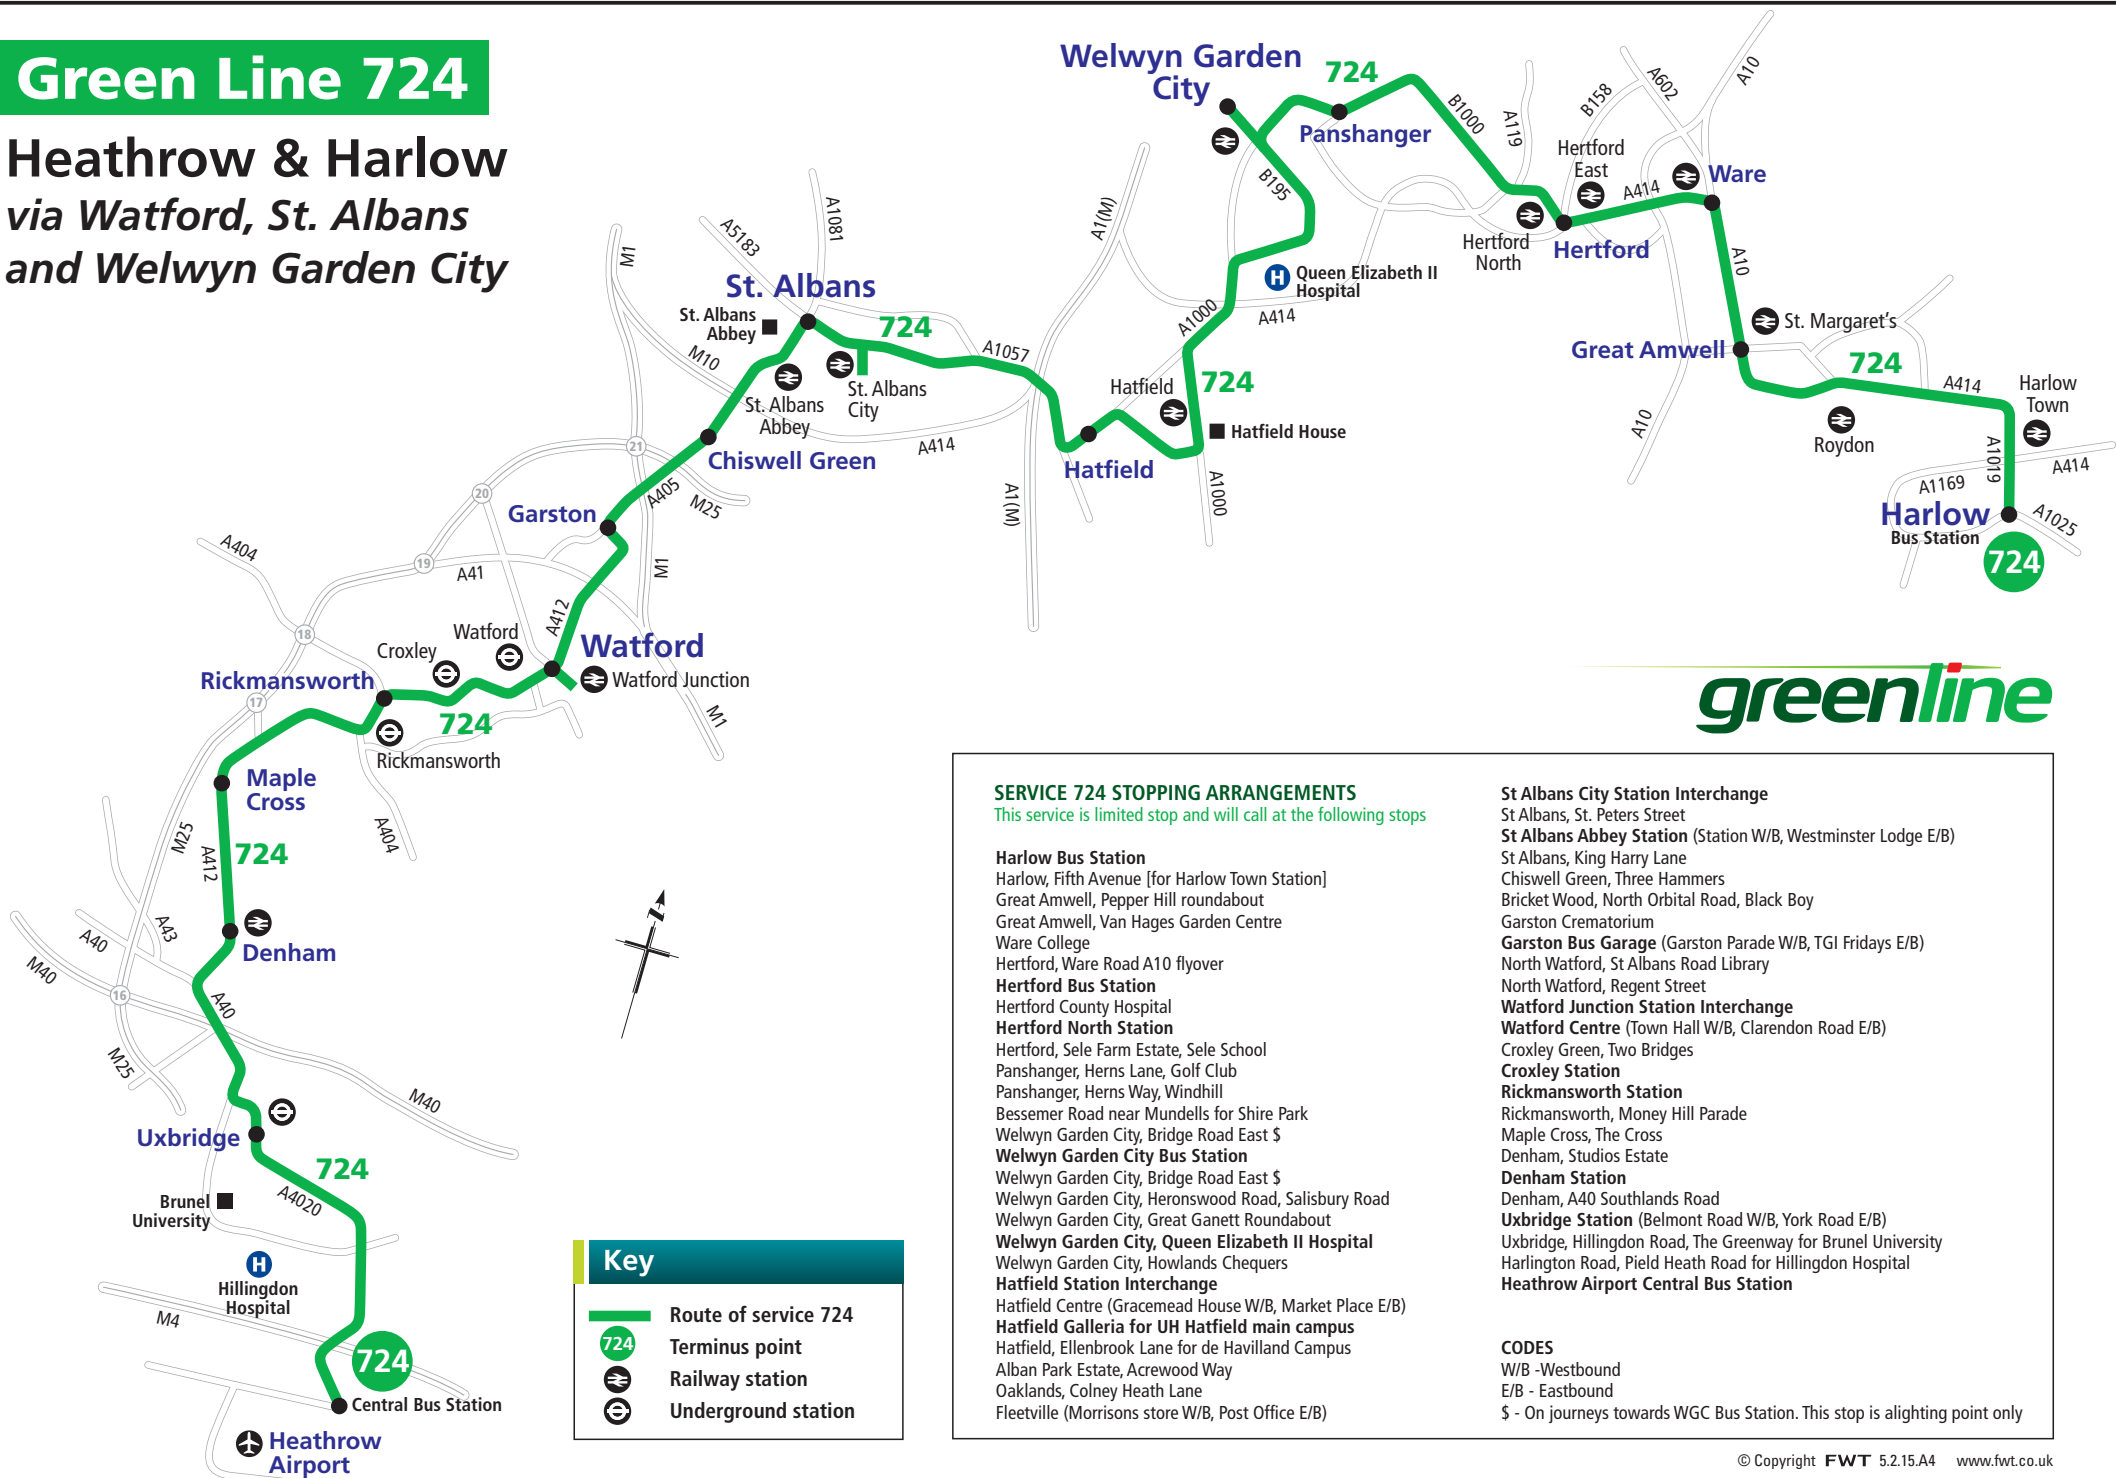 Green Line 724
Heathrow & Harlow
via Watford, St. Albans
and Welwyn Garden City
Welwyn Garden
City
724
Panshanger
B1000
A119
B158
A602
A10
Hertford
East
A414
Ware
B195
Hertford
North
Hertford
A10
Queen Elizabeth II
Hospital
A414
A1000
A1(M)
A1081
A5183
M1
St. Albans
St. Albans
Abbey
724
M10
A1057
St. Albans
City
St. Albans
Abbey
Hatfield
724
Hatfield House
Hatfield
A414
A1(M)
A1000
St. Margaret's
Great Amwell
724
A414
Harlow
Town
Roydon
A10
A1019
A414
A1169
Harlow
Bus Station
A1025
724
Chiswell Green
21
20
A405
M25
Garston
19
A404
A41
M1
A412
18
Watford
Croxley
Watford
Watford Junction
Rickmansworth
17
724
Rickmansworth
M1
Maple
Cross
M25
A412
724
A404
A43
A40
M40
Denham
16
A40
M25
M40
Uxbridge
724
Brunel
University
A4020
Hillingdon
Hospital
M4
724
Central Bus Station
Heathrow
Airport
greenline
Key
Route of service 724
724
Terminus point
Railway station
Underground station
SERVICE 724 STOPPING ARRANGEMENTS
This service is limited stop and will call at the following stops
Harlow Bus Station
Harlow, Fifth Avenue [for Harlow Town Station]
Great Amwell, Pepper Hill roundabout
Great Amwell, Van Hages Garden Centre
Ware College
Hertford, Ware Road A10 flyover
Hertford Bus Station
Hertford County Hospital
Hertford North Station
Hertford, Sele Farm Estate, Sele School
Panshanger, Herns Lane, Golf Club
Panshanger, Herns Way, Windhill
Bessemer Road near Mundells for Shire Park
Welwyn Garden City, Bridge Road East $
Welwyn Garden City Bus Station
Welwyn Garden City, Bridge Road East $
Welwyn Garden City, Heronswood Road, Salisbury Road
Welwyn Garden City, Great Ganett Roundabout
Welwyn Garden City, Queen Elizabeth II Hospital
Welwyn Garden City, Howlands Chequers
Hatfield Station Interchange
Hatfield Centre (Gracemead House W/B, Market Place E/B)
Hatfield Galleria for UH Hatfield main campus
Hatfield, Ellenbrook Lane for de Havilland Campus
Alban Park Estate, Acrewood Way
Oaklands, Colney Heath Lane
Fleetville (Morrisons store W/B, Post Office E/B)
St Albans City Station Interchange
St Albans, St. Peters Street
St Albans Abbey Station (Station W/B, Westminster Lodge E/B)
St Albans, King Harry Lane
Chiswell Green, Three Hammers
Bricket Wood, North Orbital Road, Black Boy
Garston Crematorium
Garston Bus Garage (Garston Parade W/B, TGI Fridays E/B)
North Watford, St Albans Road Library
North Watford, Regent Street
Watford Junction Station Interchange
Watford Centre (Town Hall W/B, Clarendon Road E/B)
Croxley Green, Two Bridges
Croxley Station
Rickmansworth Station
Rickmansworth, Money Hill Parade
Maple Cross, The Cross
Denham, Studios Estate
Denham Station
Denham, A40 Southlands Road
Uxbridge Station (Belmont Road W/B, York Road E/B)
Uxbridge, Hillingdon Road, The Greenway for Brunel University
Harlington Road, Pield Heath Road for Hillingdon Hospital
Heathrow Airport Central Bus Station
CODES
W/B -Westbound
E/B - Eastbound
$ - On journeys towards WGC Bus Station. This stop is alighting point only
© Copyright FWT 5.2.15.A4 www.fwt.co.uk